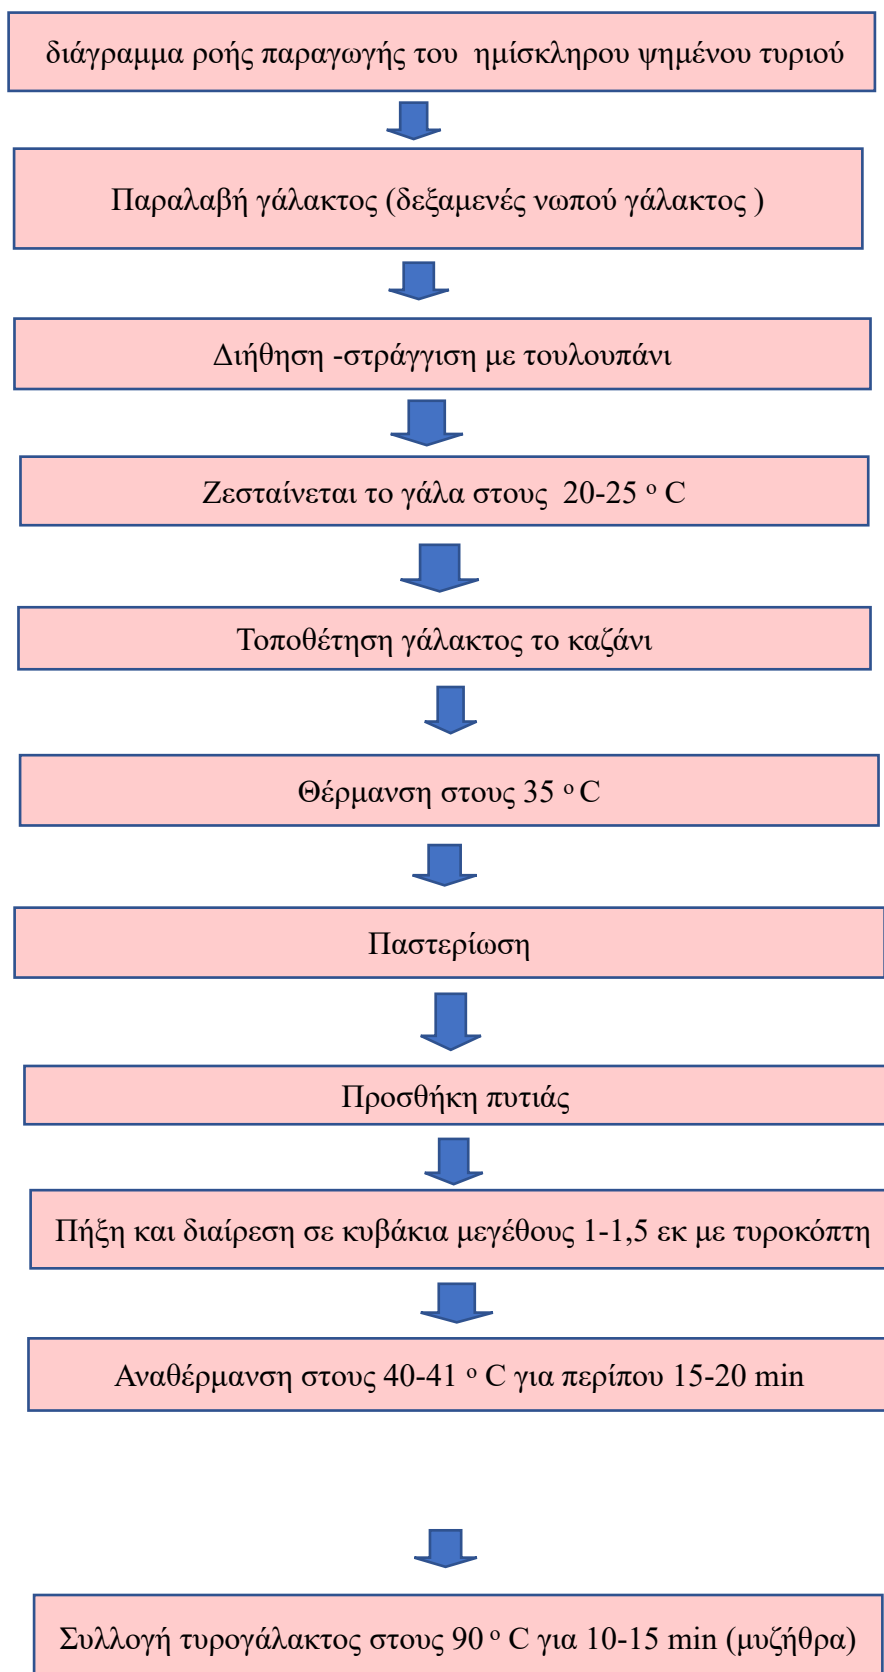 διάγραμμα ροής παραγωγής του ημίσκληρου ψημένου τυριού
Παραλαβή γάλακτος (δεξαμενές νωπού γάλακτος )
Διήθηση -στράγγιση με τουλουπάνι
Ζεσταίνεται το γάλα στους 20-25 ° C
Τοποθέτηση γάλακτος το καζάνι
Θέρμανση στους 35 ° C
Παστερίωση
Προσθήκη πυτιάς
Πήξη και διαίρεση σε κυβάκια μεγέθους 1-1,5 εκ με τυροκόπτη
Αναθέρμανση στους 40-41 ° C για περίπου 15-20 min
Συλλογή τυρογάλακτος στους 90 ° C για 10-15 min (μυζήθρα)